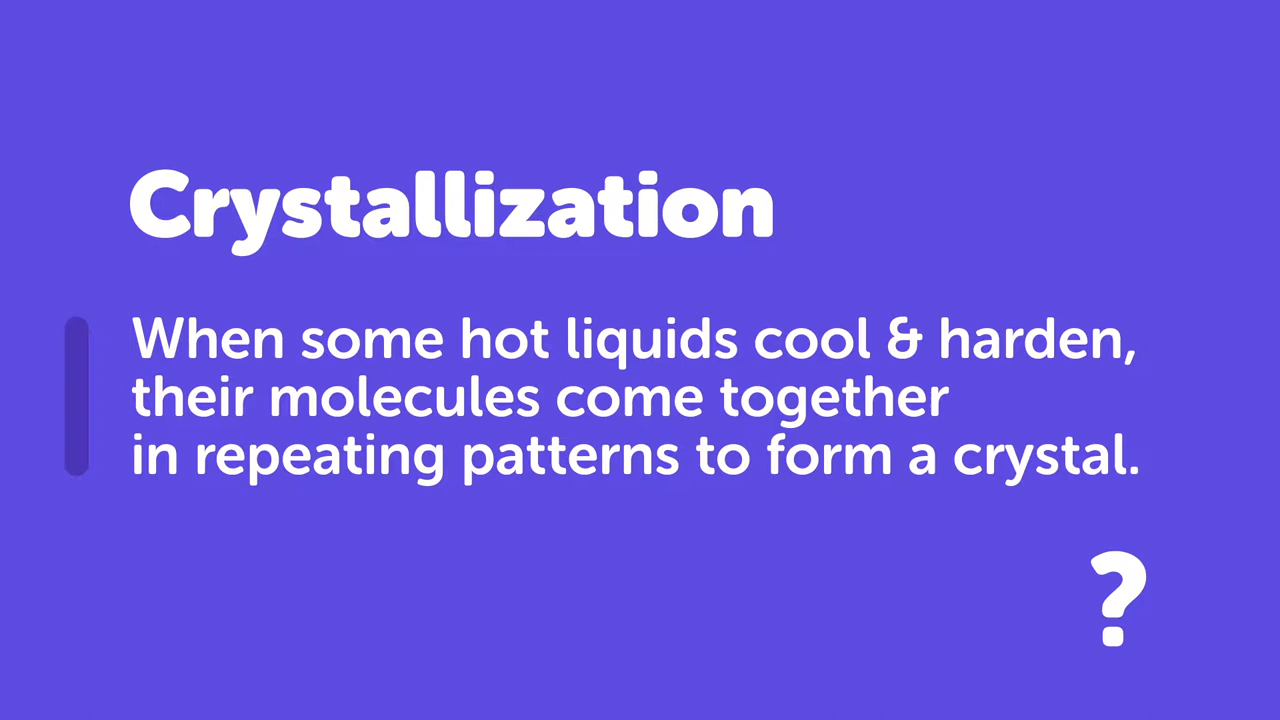 Crystallization
When some hot liquids cool & harden,
their molecules come together
in repeating patterns to form a crystal.
?